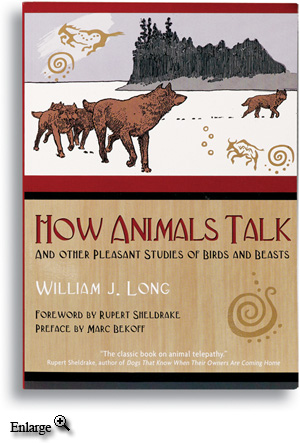 HOW ANIMALS TALK
AND OTHER PLEASANT STUDIES OF BIRDS AND BEASTS
WILLIAM J. LONG
FOREWORD BY RUPERT SHELDRAKE
PREFACE BY MARC BEKOFF
"The classic book on animal telepathy."
Rupert Sheldrake, author of Dogs That Know When Their Owners Are Coming Home
Enlarge